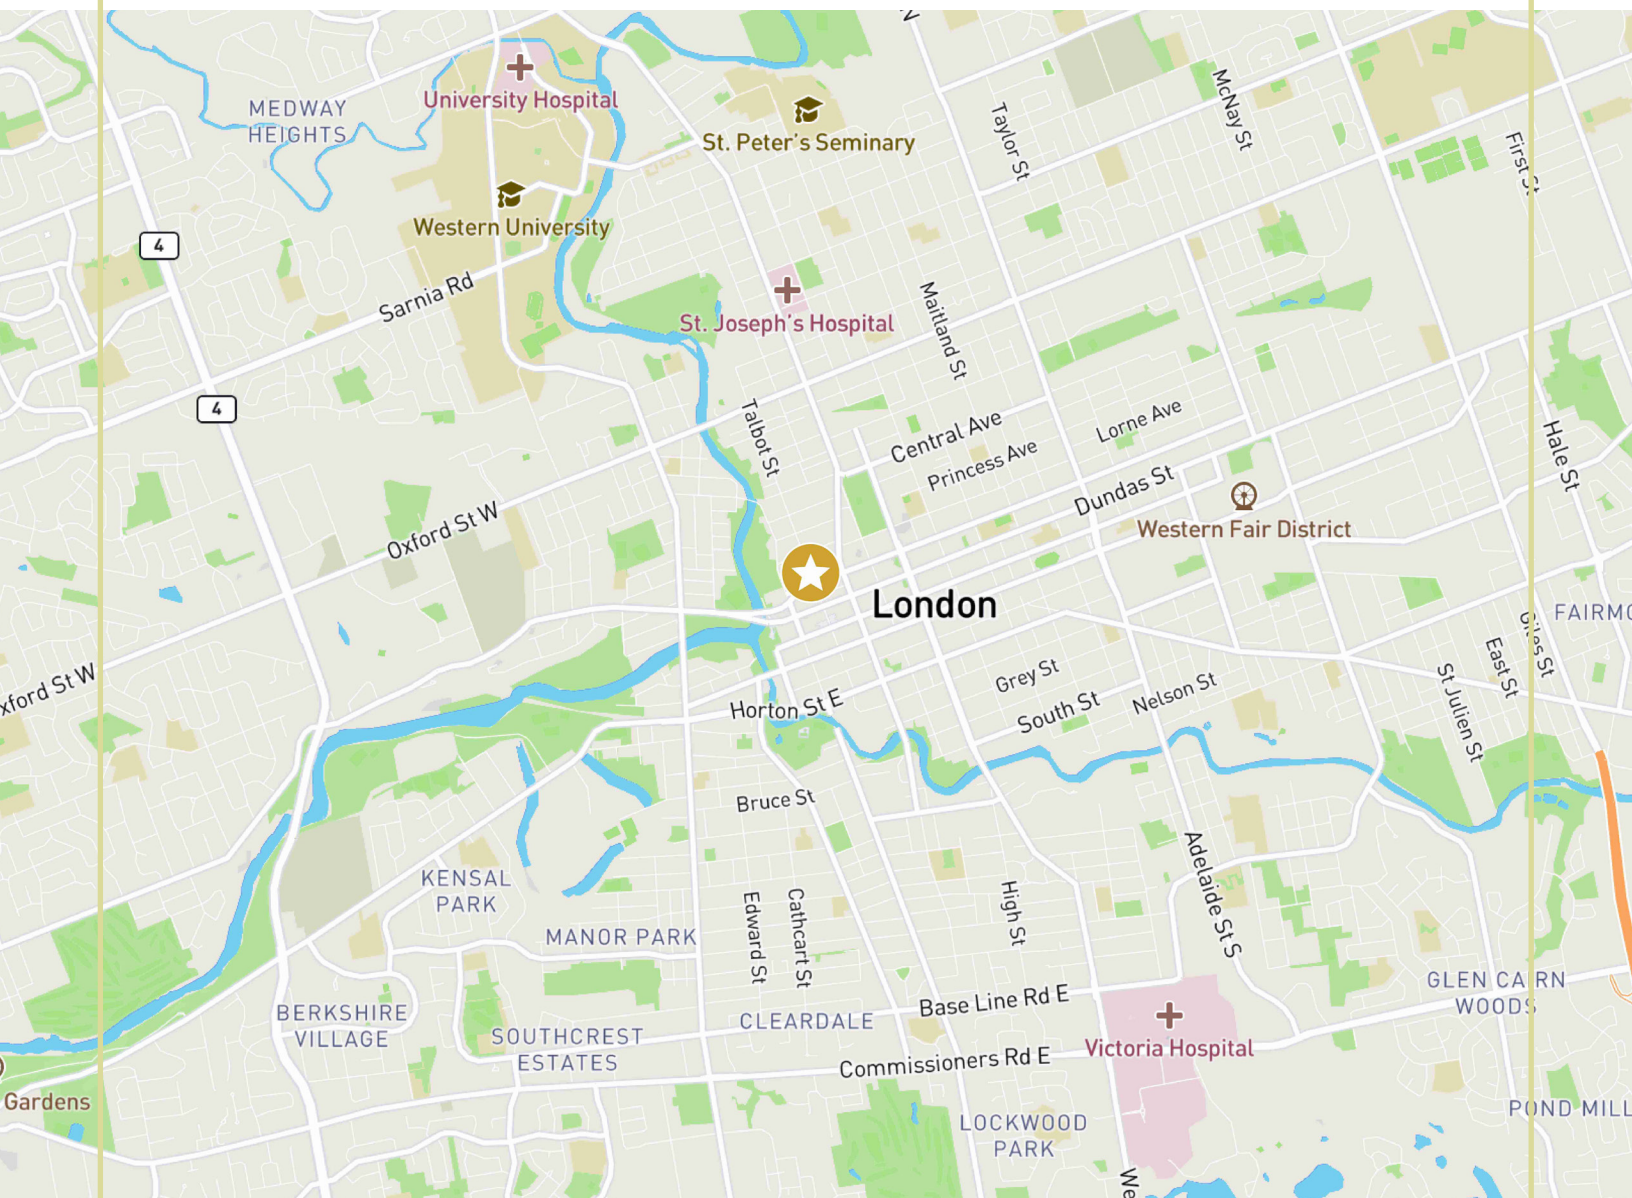 N
MEDWAY
HEIGHTS
University Hospital
St. Peter's Seminary
Taylor St
McNay St
First St
Western University
4
Sarnia Rd
St. Joseph's Hospital
Maitland St
4
Talbot St
Central Ave
Princess Ave
Lorne Ave
Hale St
Oxford St W
Dundas St
Western Fair District
London
FAIRMO
xford St W
Grey St
South St
Nelson St
St Julien St
East St
Giles St
Horton St E
Bruce St
KENSAL
PARK
Edward St
Cathcart St
High St
Adelaide St S
MANOR PARK
BERKSHIRE
VILLAGE
SOUTHCREST
ESTATES
CLEARDALE
Base Line Rd E
GLEN CAIRN
WOODS
Commissioners Rd E
Victoria Hospital
Gardens
LOCKWOOD
PARK
POND MILL
We